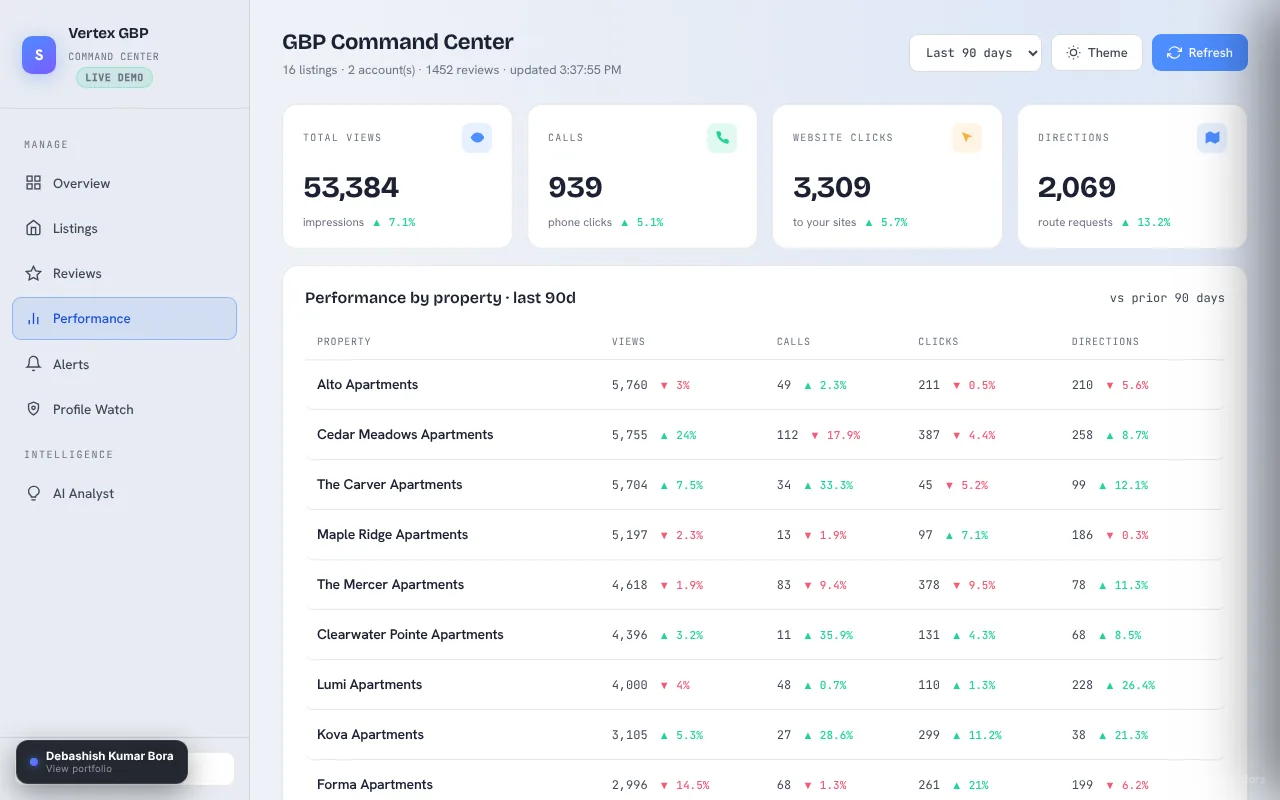 Vertex GBP
S
COMMAND CENTER
LIVE DEMO
MANAGE
Overview
Listings
Reviews
Performance
Alerts
Profile Watch
INTELLIGENCE
AI Analyst
Debashish Kumar Bora
View portfolio
GBP Command Center
16 listings · 2 account(s) · 1452 reviews · updated 3:37:55 PM
Last 90 days
Theme
Refresh
TOTAL VIEWS
53,384
impressions ▲ 7.1%
CALLS
939
phone clicks ▲ 5.1%
WEBSITE CLICKS
3,309
to your sites ▲ 5.7%
DIRECTIONS
2,069
route requests ▲ 13.2%
Performance by property · last 90d
vs prior 90 days
PROPERTY VIEWS CALLS CLICKS DIRECTIONS
Alto Apartments 5,760 ▼ 3% 49 ▲ 2.3% 211 ▼ 0.5% 210 ▼ 5.6%
Cedar Meadows Apartments 5,755 ▲ 24% 112 ▼ 17.9% 387 ▼ 4.4% 258 ▲ 8.7%
The Carver Apartments 5,704 ▲ 7.5% 34 ▲ 33.3% 45 ▼ 5.2% 99 ▲ 12.1%
Maple Ridge Apartments 5,197 ▼ 2.3% 13 ▼ 1.9% 97 ▲ 7.1% 186 ▼ 0.3%
The Mercer Apartments 4,618 ▼ 1.9% 83 ▼ 9.4% 378 ▼ 9.5% 78 ▲ 11.3%
Clearwater Pointe Apartments 4,396 ▲ 3.2% 11 ▲ 35.9% 131 ▲ 4.3% 68 ▲ 8.5%
Lumi Apartments 4,000 ▼ 4% 48 ▲ 0.7% 110 ▲ 1.3% 228 ▲ 26.4%
Kova Apartments 3,105 ▲ 5.3% 27 ▲ 28.6% 299 ▲ 11.2% 38 ▲ 21.3%
Forma Apartments 2,996 ▼ 14.5% 68 ▼ 1.3% 261 ▲ 21% 199 ▼ 6.2%